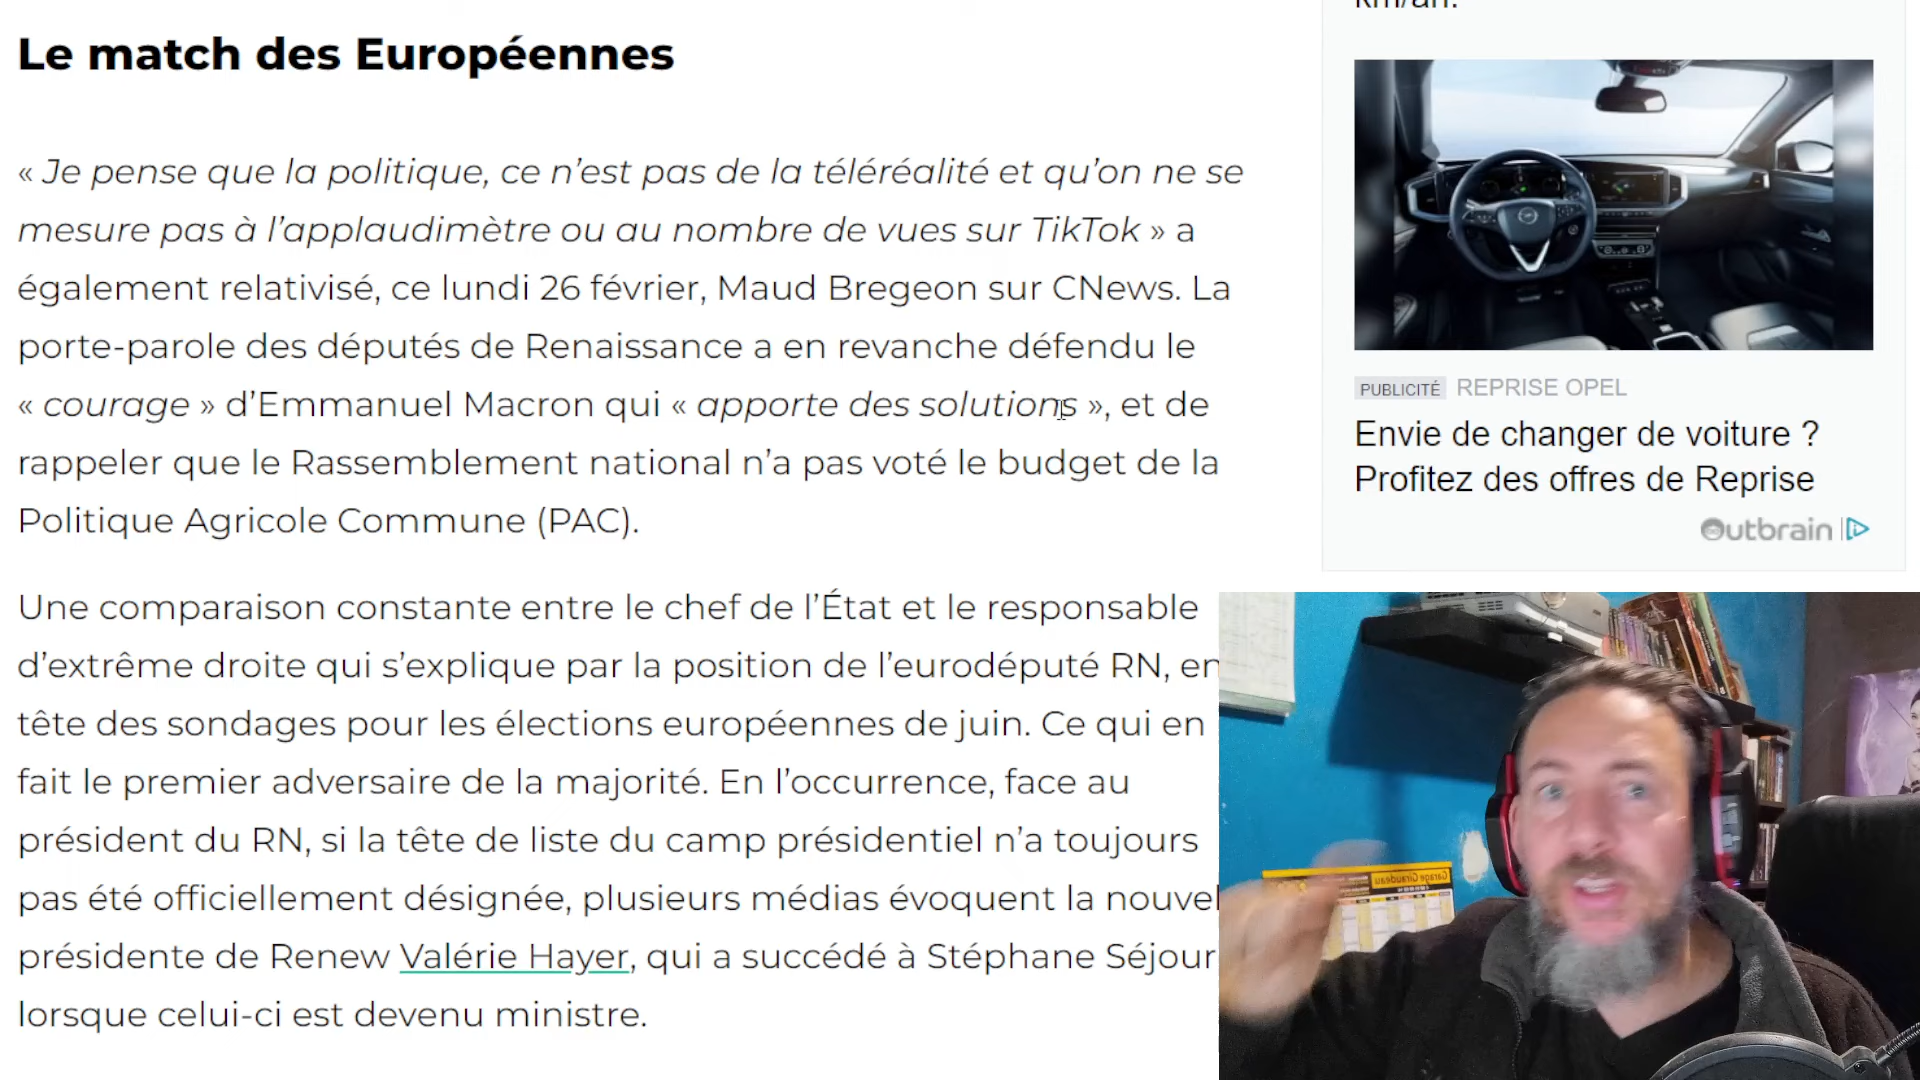 Le match des Européennes
« Je pense que la politique, ce n’est pas de la téléréalité et qu’on ne se
mesure pas à l’applaudimètre ou au nombre de vues sur TikTok » a
également relativisé, ce lundi 26 février, Maud Bregeon sur CNews. La
porte-parole des députés de Renaissance a en revanche défendu le
« courage » d’Emmanuel Macron qui « apporte des solutions », et de
rappeler que le Rassemblement national n’a pas voté le budget de la
Politique Agricole Commune (PAC).
Une comparaison constante entre le chef de l’État et le responsable
d’extrême droite qui s’explique par la position de l’eurodéputé RN, en
tête des sondages pour les élections européennes de juin. Ce qui en
fait le premier adversaire de la majorité. En l’occurrence, face au
président du RN, si la tête de liste du camp présidentiel n’a toujours
pas été officiellement désignée, plusieurs médias évoquent la nouvel
présidente de Renew Valérie Hayer, qui a succédé à Stéphane Séjour
lorsque celui-ci est devenu ministre.
km/an.
PUBLICITÉ REPRISE OPEL
Envie de changer de voiture ?
Profitez des offres de Reprise
Outbrain
Garage Giraudeau